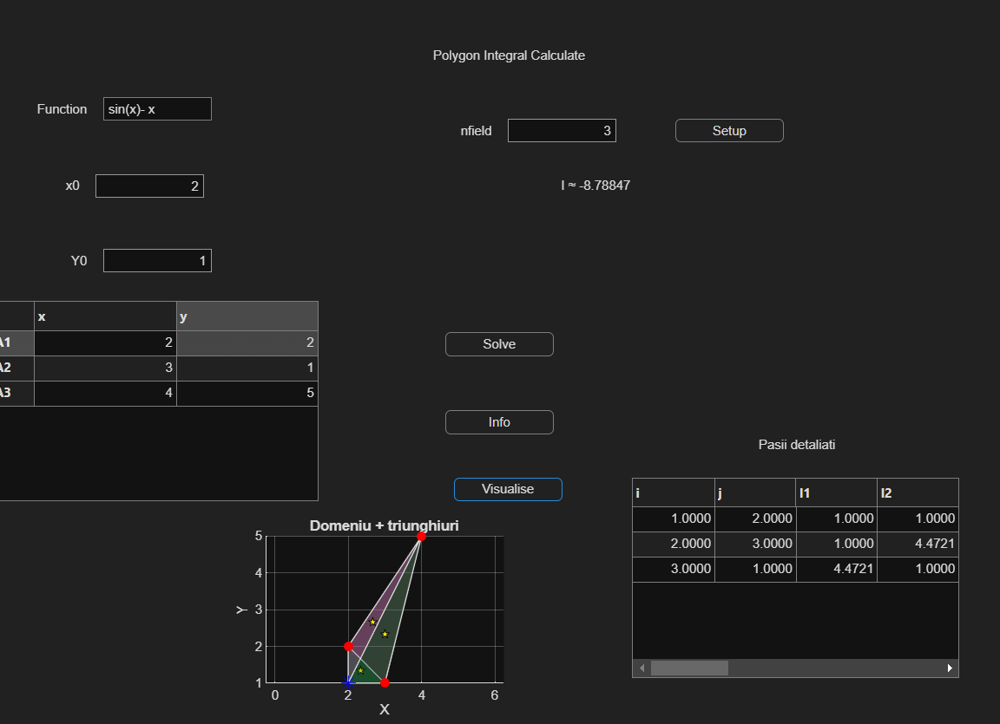 Polygon Integral Calculate
Function sin(x)- x
nfield 3 Setup
x0 2
I ≈ -8.78847
Y0 1
x y
A1 2 2
A2 3 1
A3 4 5
Solve
Info
Visualise
Pasii detaliati
i j l1 l2
1.0000 2.0000 1.0000 1.0000
2.0000 3.0000 1.0000 4.4721
3.0000 1.0000 4.4721 1.0000
Domeniu + triunghiuri
5
4
3
2
1
Y
0 2 4 6
X